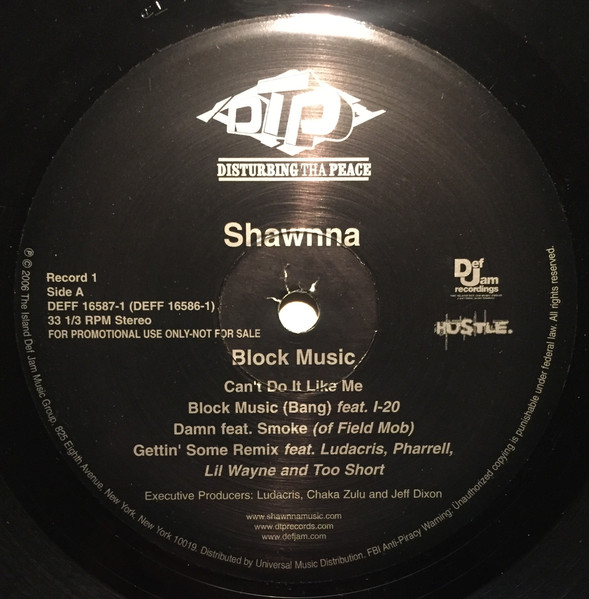 DTP
DISTURBING THA PEACE
Shawnna
Record 1
Side A
DEFF 16587-1 (DEFF 16586-1)
33 1/3 RPM Stereo
FOR PROMOTIONAL USE ONLY-NOT FOR SALE
Def
Jam
recordings
HUSTLE.
Block Music
Can't Do It Like Me
Block Music (Bang) feat. I-20
Damn feat. Smoke (of Field Mob)
Gettin' Some Remix feat. Ludacris, Pharrell,
Lil Wayne and Too Short
Executive Producers: Ludacris, Chaka Zulu and Jeff Dixon
www.shawnnamusic.com
www.dtprecords.com
www.defjam.com
℗ © 2006 The Island Def Jam Music Group, 825 Eighth Avenue, New York, New York 10019. Distributed by Universal Music Distribution. FBI Anti-Piracy Warning: Unauthorized copying is punishable under federal law. All rights reserved.